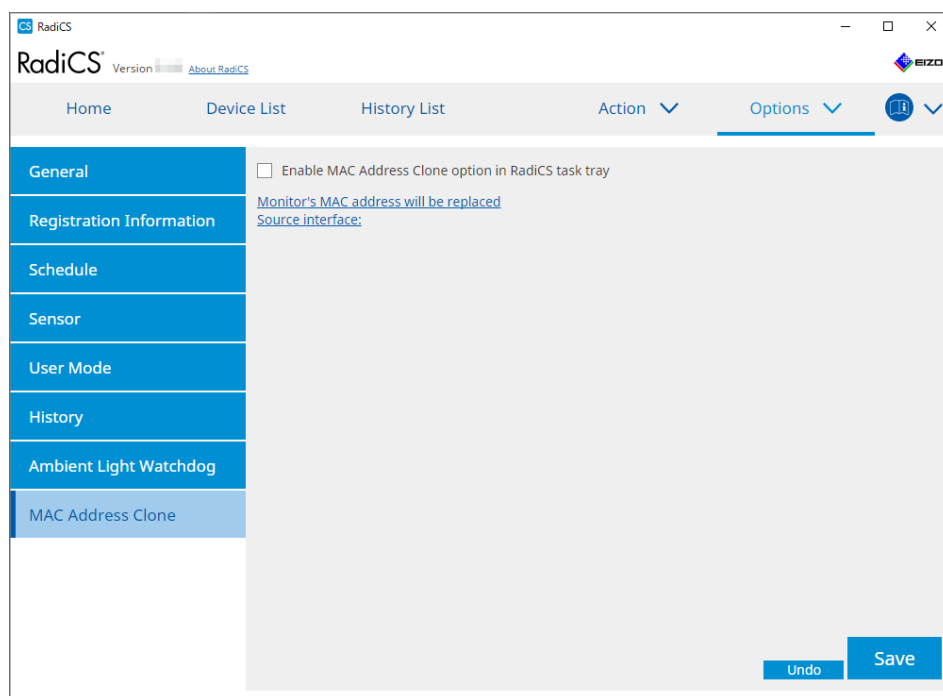 CS RadiCS
RadiCS Version About RadiCS
EIZO
Home Device List History List Action Options
General
Registration Information
Schedule
Sensor
User Mode
History
Ambient Light Watchdog
MAC Address Clone
Enable MAC Address Clone option in RadiCS task tray
Monitor's MAC address will be replaced
Source interface:
Undo Save